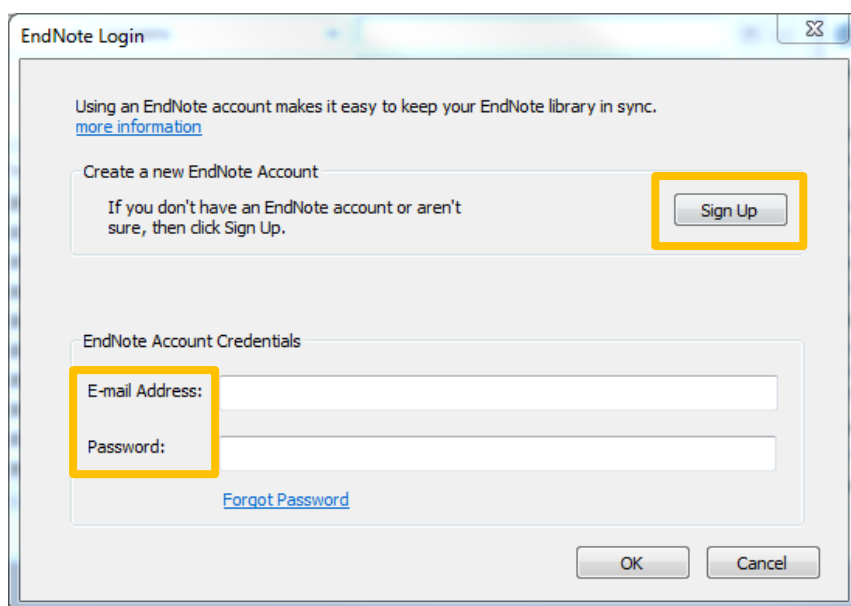 EndNote Login
Using an EndNote account makes it easy to keep your EndNote library in sync.
more information
Create a new EndNote Account
If you don't have an EndNote account or aren't
sure, then click Sign Up.
Sign Up
EndNote Account Credentials
E-mail Address:
Password:
Forgot Password
OK
Cancel